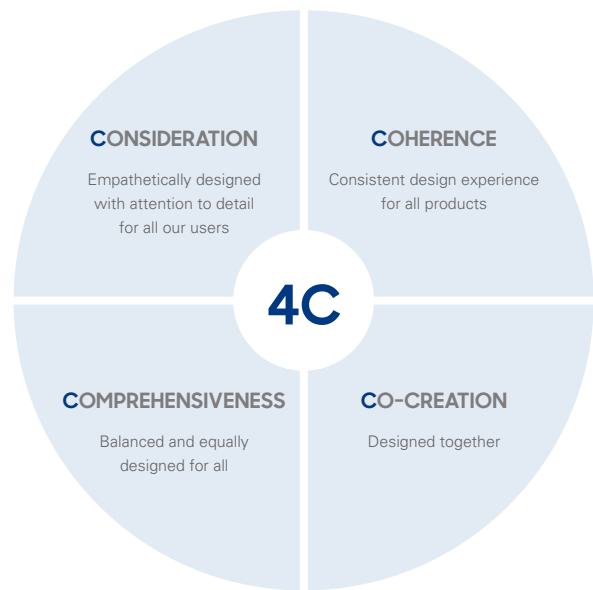 CONSIDERATION
Empathetically designed
with attention to detail
for all our users
COHERENCE
Consistent design experience
for all products
4C
COMPREHENSIVENESS
Balanced and equally
designed for all
CO-CREATION
Designed together